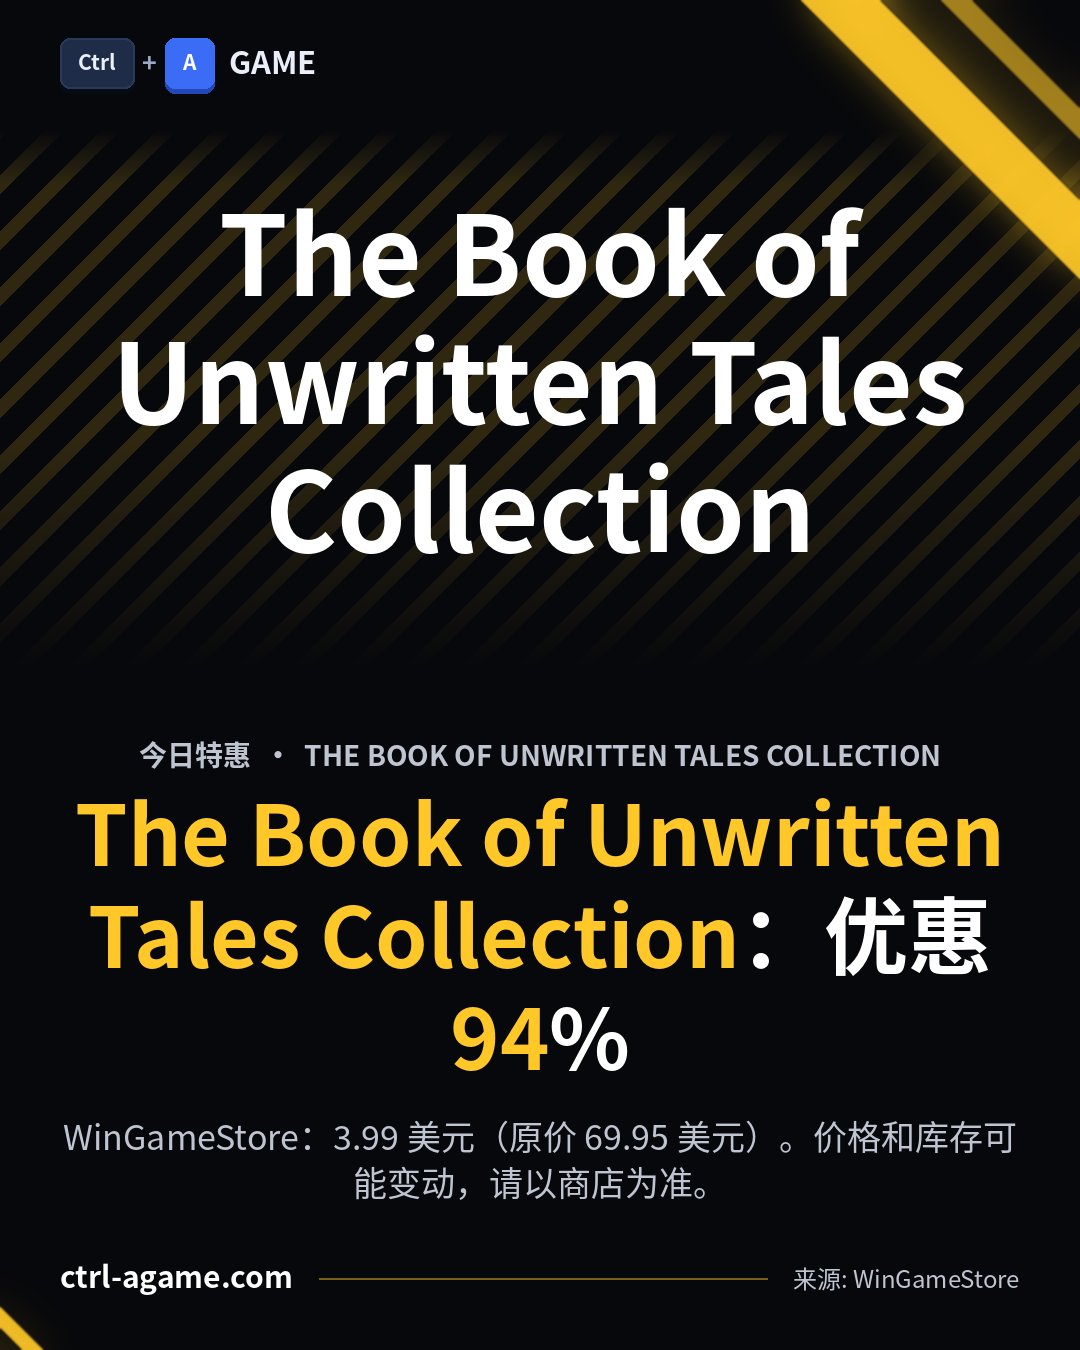 Ctrl + A GAME
The Book of
Unwritten Tales
Collection
今日特惠 • THE BOOK OF UNWRITTEN TALES COLLECTION
The Book of Unwritten
Tales Collection：优惠
94%
WinGameStore：3.99 美元（原价 69.95 美元）。价格和库存可
能变动，请以商店为准。
ctrl-agame.com
来源: WinGameStore